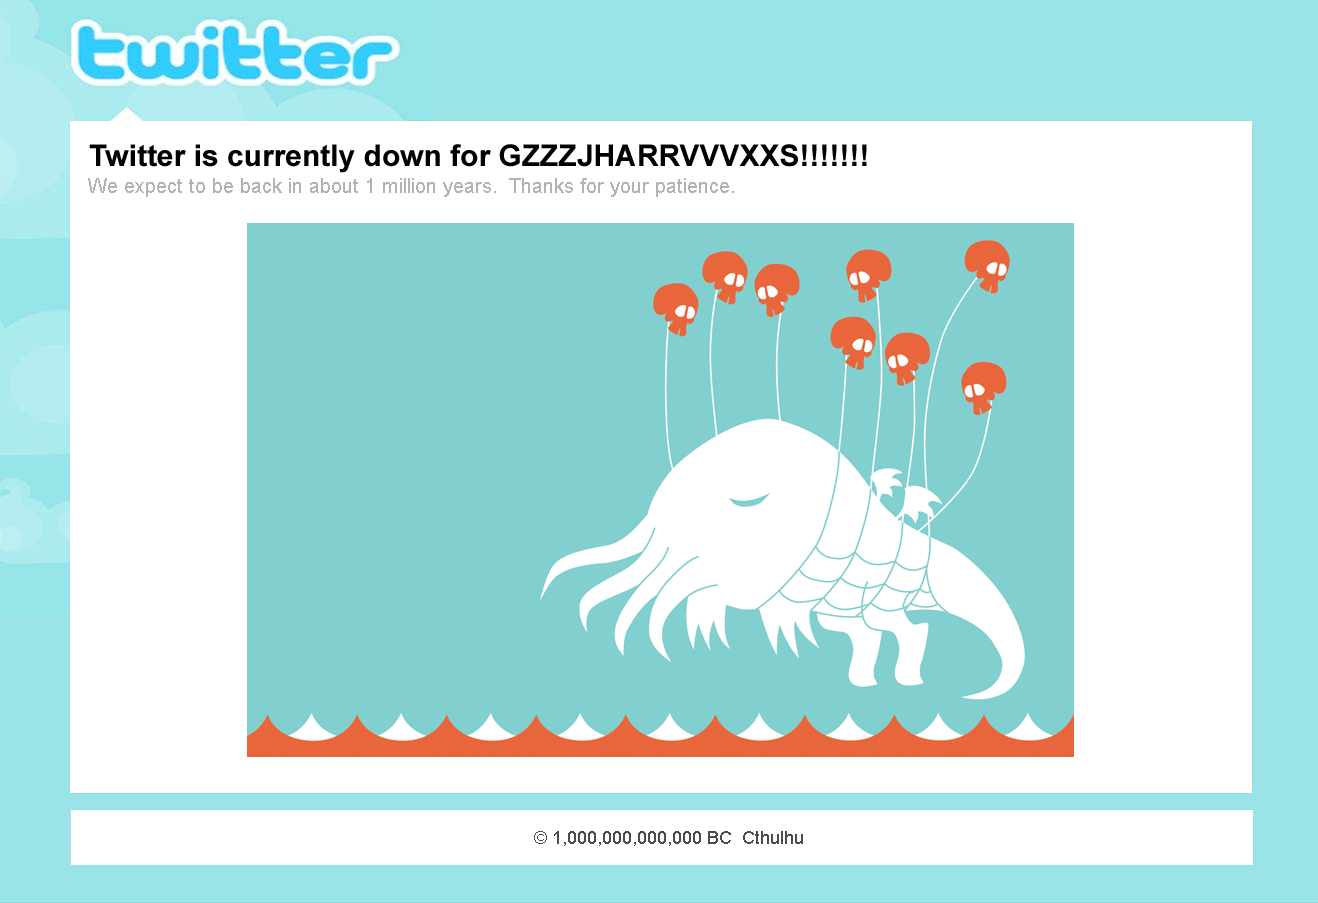 twitter
Twitter is currently down for GZZZJHARRVVVXXS!!!!!!!
We expect to be back in about 1 million years.  Thanks for your patience.
© 1,000,000,000,000 BC  Cthulhu